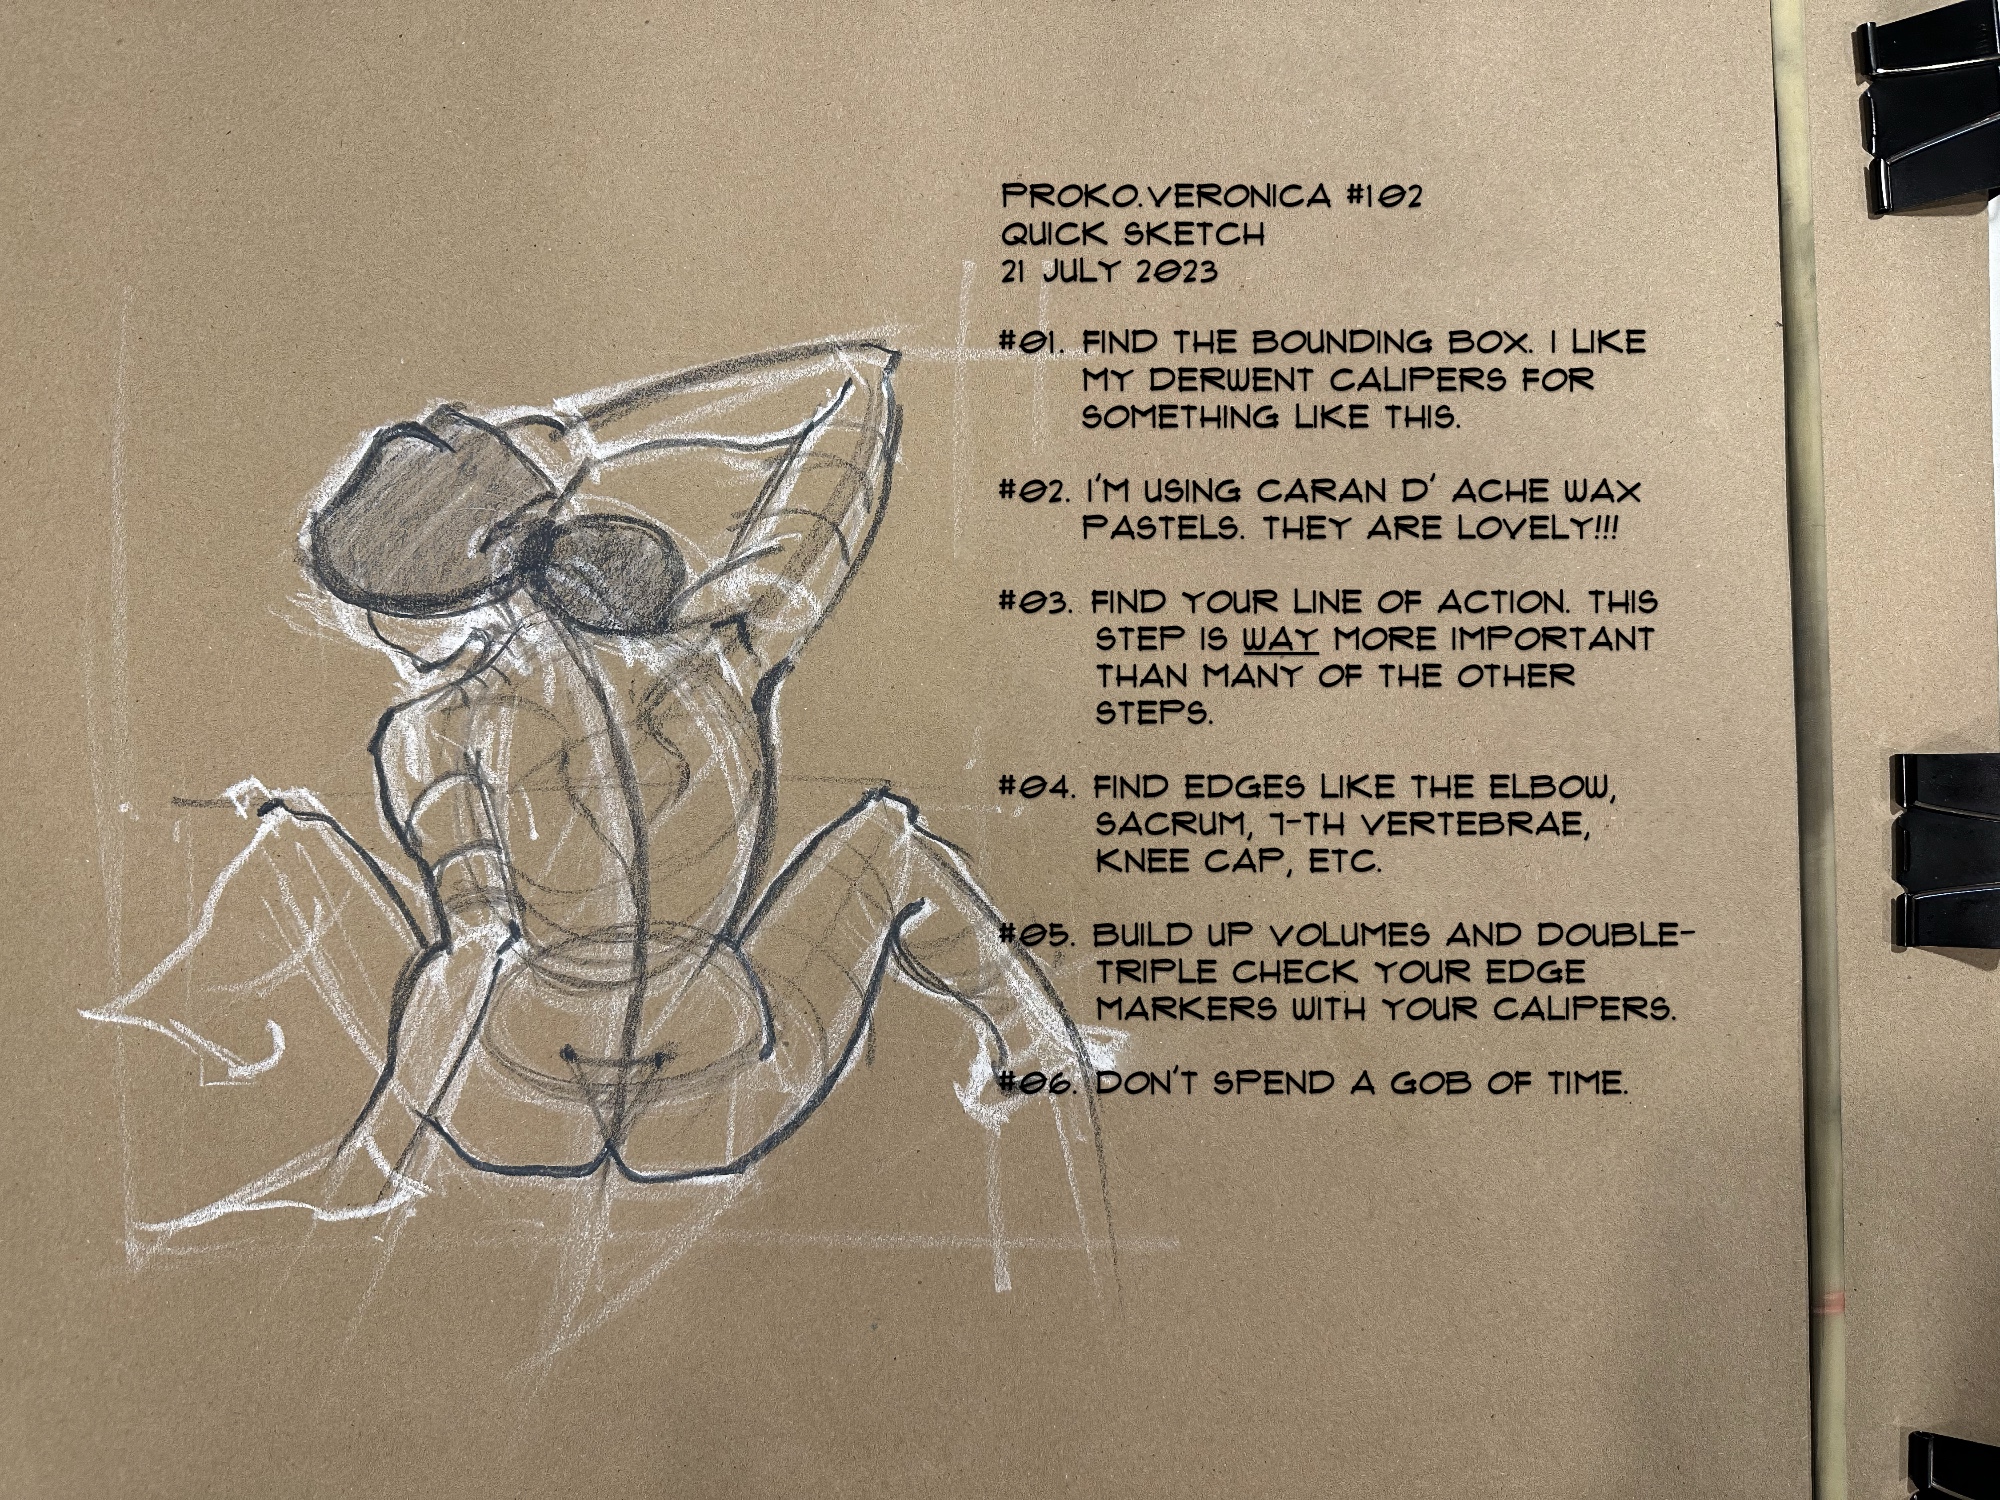 PROKO.VERONICA #102
QUICK SKETCH
21 JULY 2023
#01. FIND THE BOUNDING BOX. I LIKE
MY DERWENT CALIPERS FOR
SOMETHING LIKE THIS.
#02. I'M USING CARAN D' ACHE WAX
PASTELS. THEY ARE LOVELY!!!
#03. FIND YOUR LINE OF ACTION. THIS
STEP IS WAY MORE IMPORTANT
THAN MANY OF THE OTHER
STEPS.
#04. FIND EDGES LIKE THE ELBOW,
SACRUM, 7-TH VERTEBRAE,
KNEE CAP, ETC.
#05. BUILD UP VOLUMES AND DOUBLE-
TRIPLE CHECK YOUR EDGE
MARKERS WITH YOUR CALIPERS.
#06. DON'T SPEND A GOB OF TIME.